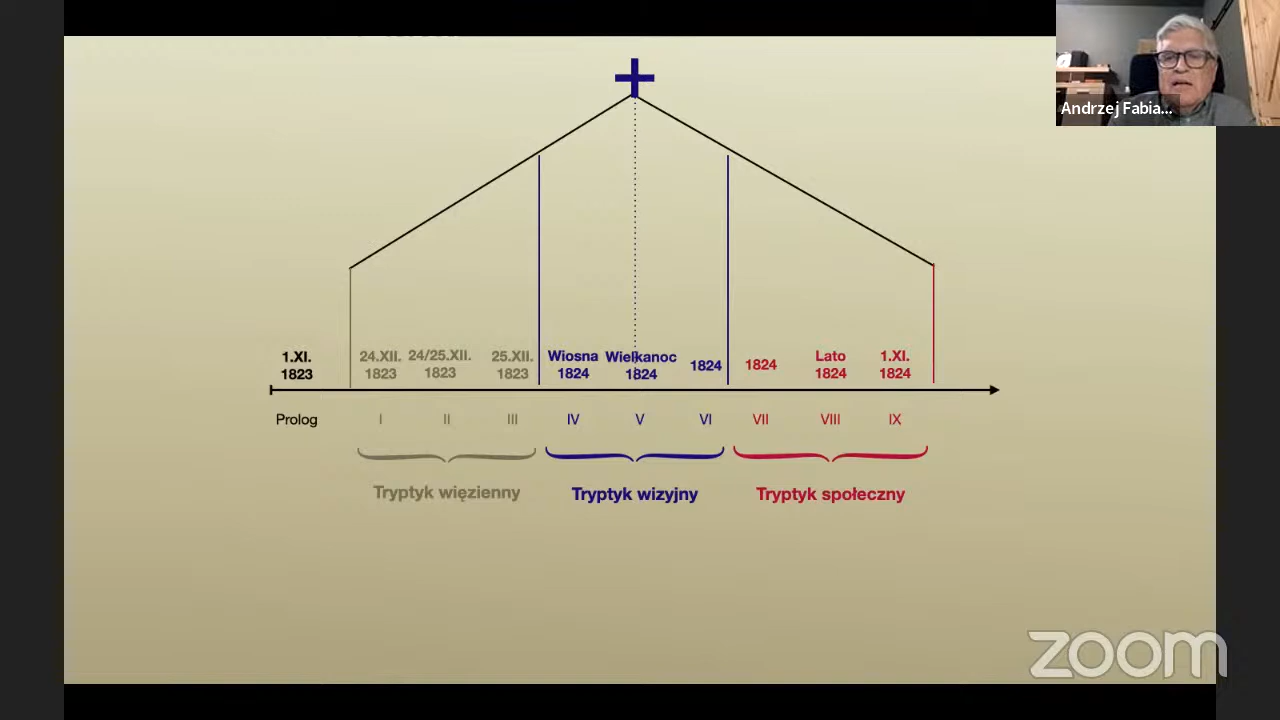 Andrzej Fabia...
1.XI. 24.XII. 24/25.XII. 25.XII. Wiosna Wielkanoc 1824 1824 Lato 1.XI.
1823 1823 1823 1823 1824 1824 1824 1824
Prolog I II III IV V VI VII VIII IX
Tryptyk więzienny Tryptyk wizyjny Tryptyk społeczny
zoom